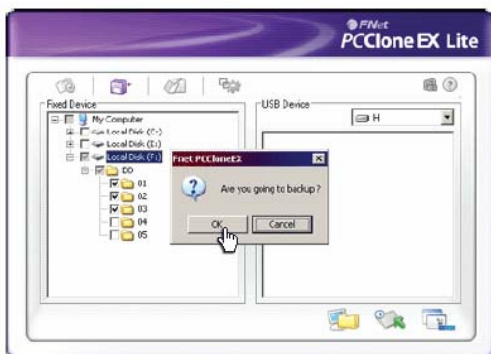 FNet
PCClone EX Lite
Fixed Device
USB Device
My Computer
H
Local Disk (C:)
Local Disk (D:)
Local Disk (F:)
DD
01
02
03
04
05
Fnet PCCloneEX
Are you going to backup ?
OK
Cancel